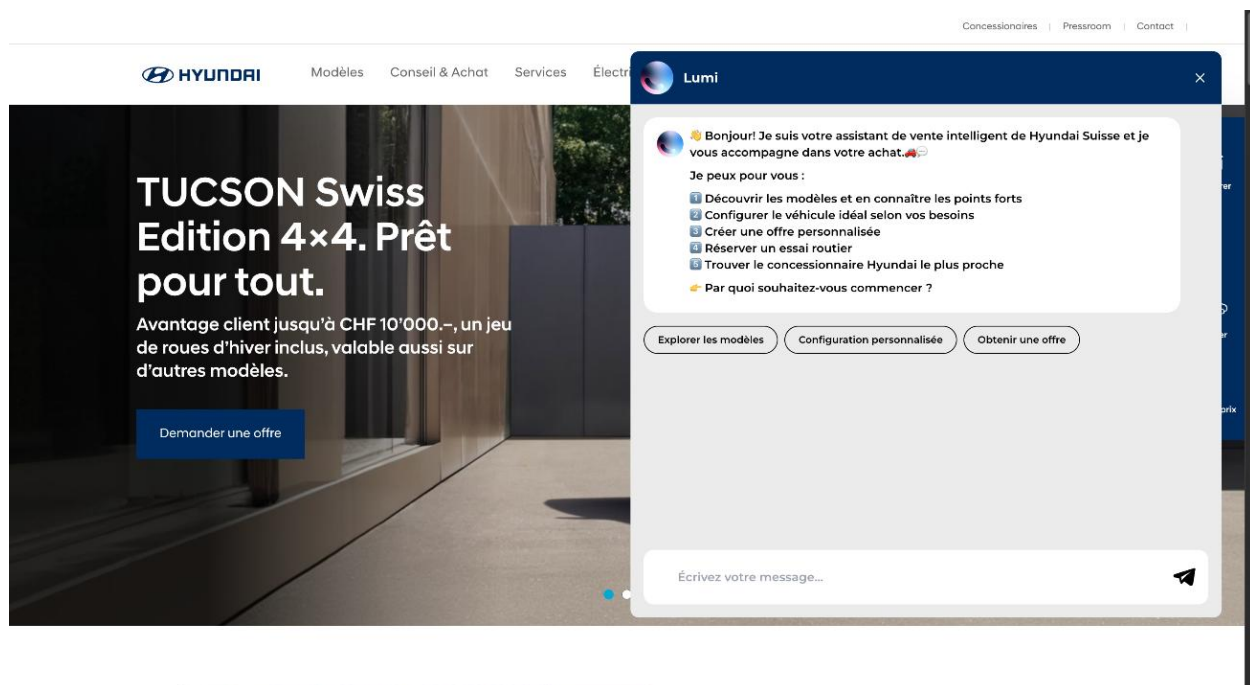 Concessionaires | Pressroom | Contact |
HYUNDAI
Modèles Conseil & Achat Services Électri
TUCSON Swiss
Edition 4×4. Prêt
pour tout.
Avantage client jusqu'à CHF 10'000.–, un jeu
de roues d'hiver inclus, valable aussi sur
d'autres modèles.
Demander une offre
Lumi
👋 Bonjour! Je suis votre assistant de vente intelligent de Hyundai Suisse et je
vous accompagne dans votre achat.🚗💬
Je peux pour vous :
1️⃣ Découvrir les modèles et en connaître les points forts
2️⃣ Configurer le véhicule idéal selon vos besoins
3️⃣ Créer une offre personnalisée
4️⃣ Réserver un essai routier
5️⃣ Trouver le concessionnaire Hyundai le plus proche
👉 Par quoi souhaitez-vous commencer ?
Explorer les modèles Configuration personnalisée Obtenir une offre
Écrivez votre message...
rer
er
prix